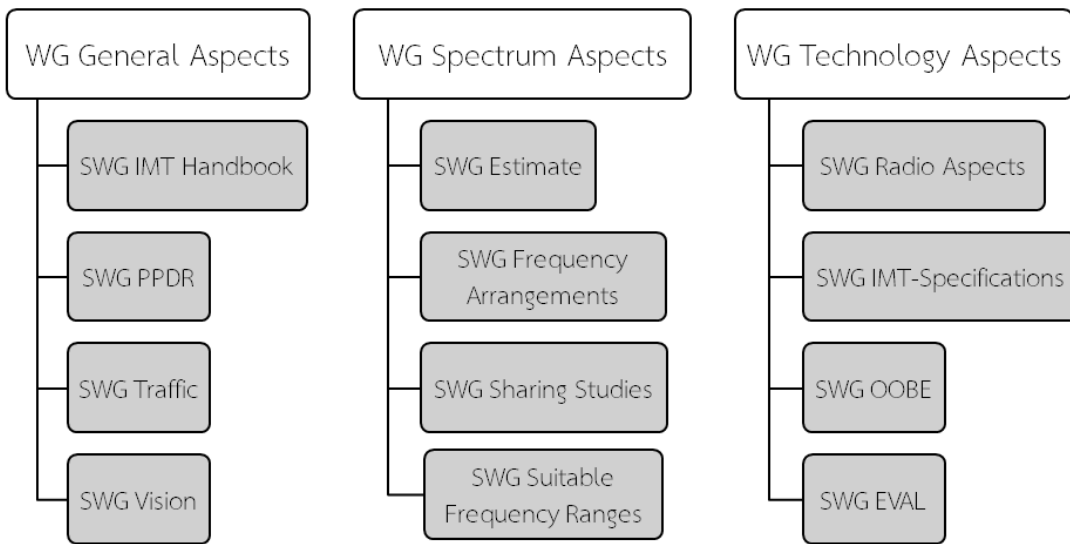 WG General Aspects
SWG IMT Handbook
SWG PPDR
SWG Traffic
SWG Vision
WG Spectrum Aspects
SWG Estimate
SWG Frequency
Arrangements
SWG Sharing Studies
SWG Suitable
Frequency Ranges
WG Technology Aspects
SWG Radio Aspects
SWG IMT-Specifications
SWG OOBE
SWG EVAL